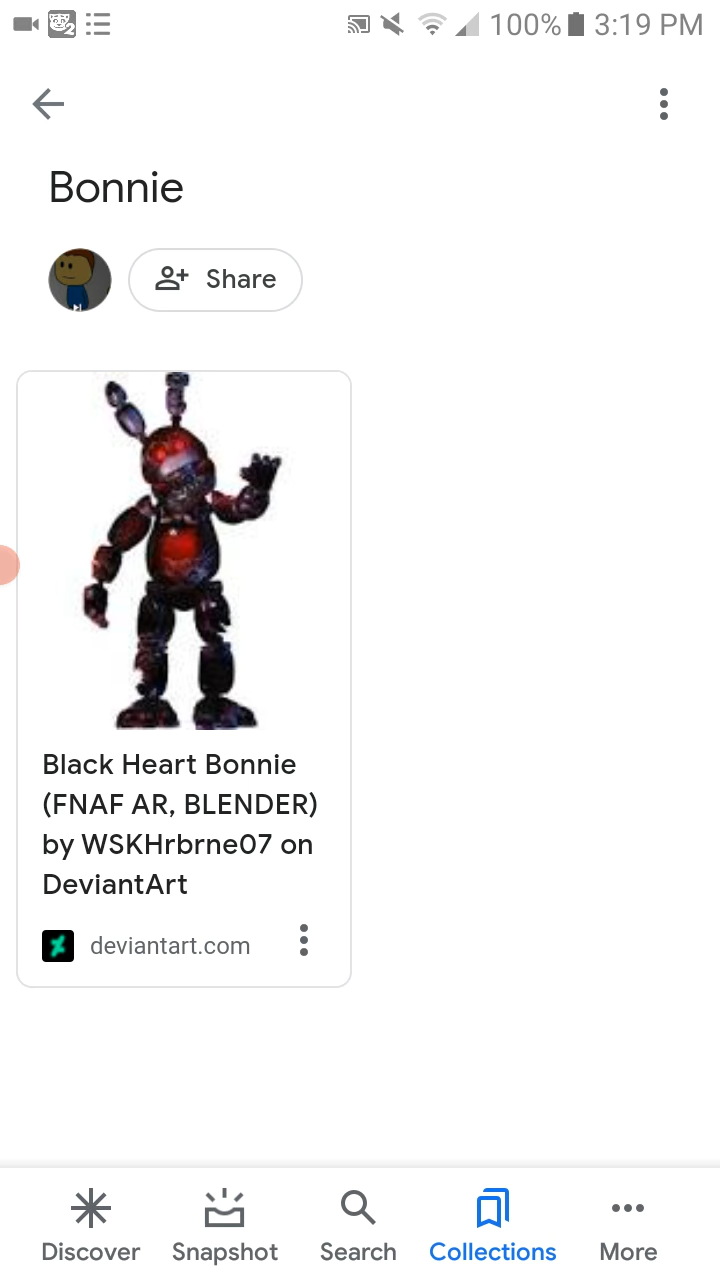 100% 3:19 PM
Bonnie
Share
Black Heart Bonnie
(FNAF AR, BLENDER)
by WSKHrbrne07 on
DeviantArt
deviantart.com
Discover Snapshot Search Collections More